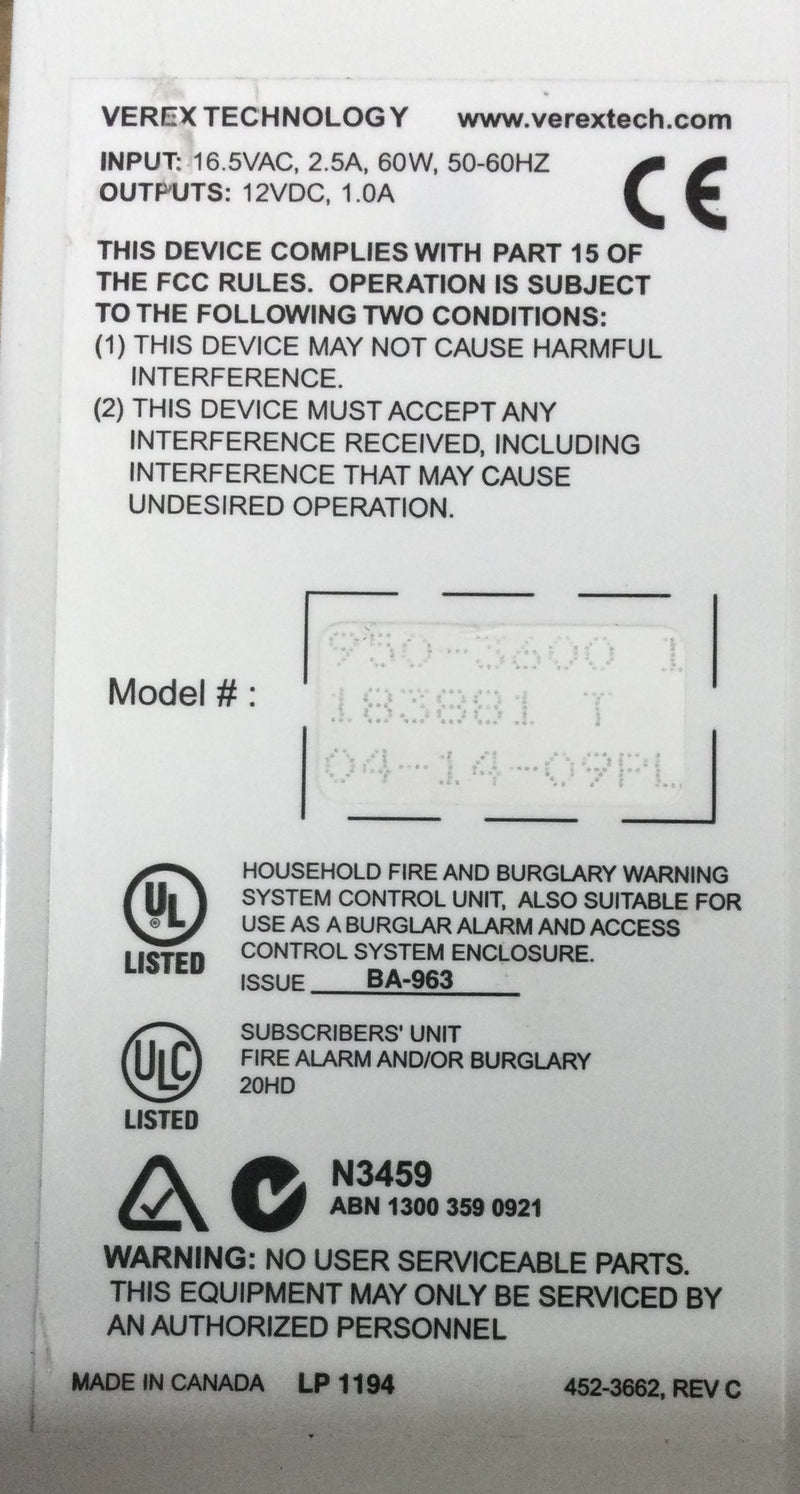 VEREX TECHNOLOGY www.verextech.com
INPUT: 16.5VAC, 2.5A, 60W, 50-60HZ
OUTPUTS: 12VDC, 1.0A
CE
THIS DEVICE COMPLIES WITH PART 15 OF
THE FCC RULES. OPERATION IS SUBJECT
TO THE FOLLOWING TWO CONDITIONS:
(1) THIS DEVICE MAY NOT CAUSE HARMFUL
INTERFERENCE.
(2) THIS DEVICE MUST ACCEPT ANY
INTERFERENCE RECEIVED, INCLUDING
INTERFERENCE THAT MAY CAUSE
UNDESIRED OPERATION.
Model # :
950-3600 1
183881 T
04-14-09PL
UL
LISTED
HOUSEHOLD FIRE AND BURGLARY WARNING
SYSTEM CONTROL UNIT, ALSO SUITABLE FOR
USE AS A BURGLAR ALARM AND ACCESS
CONTROL SYSTEM ENCLOSURE.
ISSUE BA-963
ULC
LISTED
SUBSCRIBERS' UNIT
FIRE ALARM AND/OR BURGLARY
20HD
N3459
ABN 1300 359 0921
WARNING: NO USER SERVICEABLE PARTS.
THIS EQUIPMENT MAY ONLY BE SERVICED BY
AN AUTHORIZED PERSONNEL
MADE IN CANADA LP 1194 452-3662, REV C